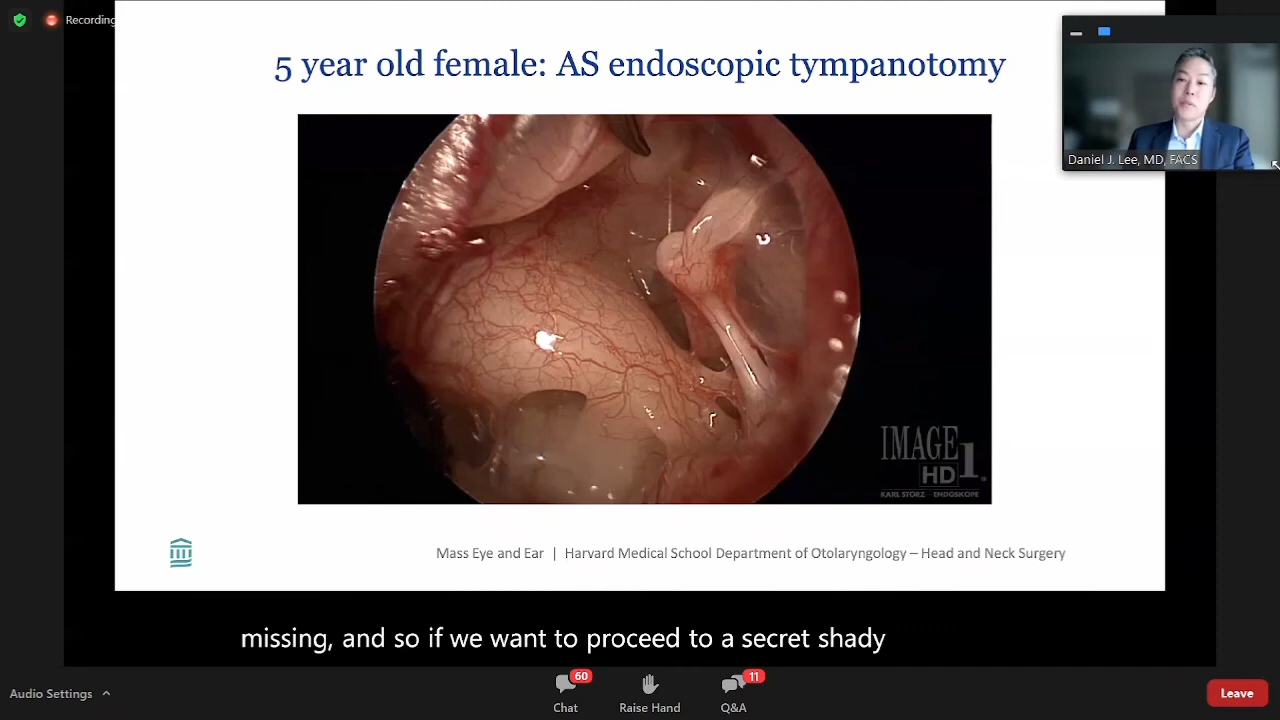 Recording
5 year old female: AS endoscopic tympanotomy
Daniel J. Lee, MD, FACS
IMAGE 1
HD
KARL STORZ - ENDOSKOPE
Mass Eye and Ear | Harvard Medical School Department of Otolaryngology – Head and Neck Surgery
missing, and so if we want to proceed to a secret shady
Audio Settings
60
11
Chat
Raise Hand
Q&A
Leave